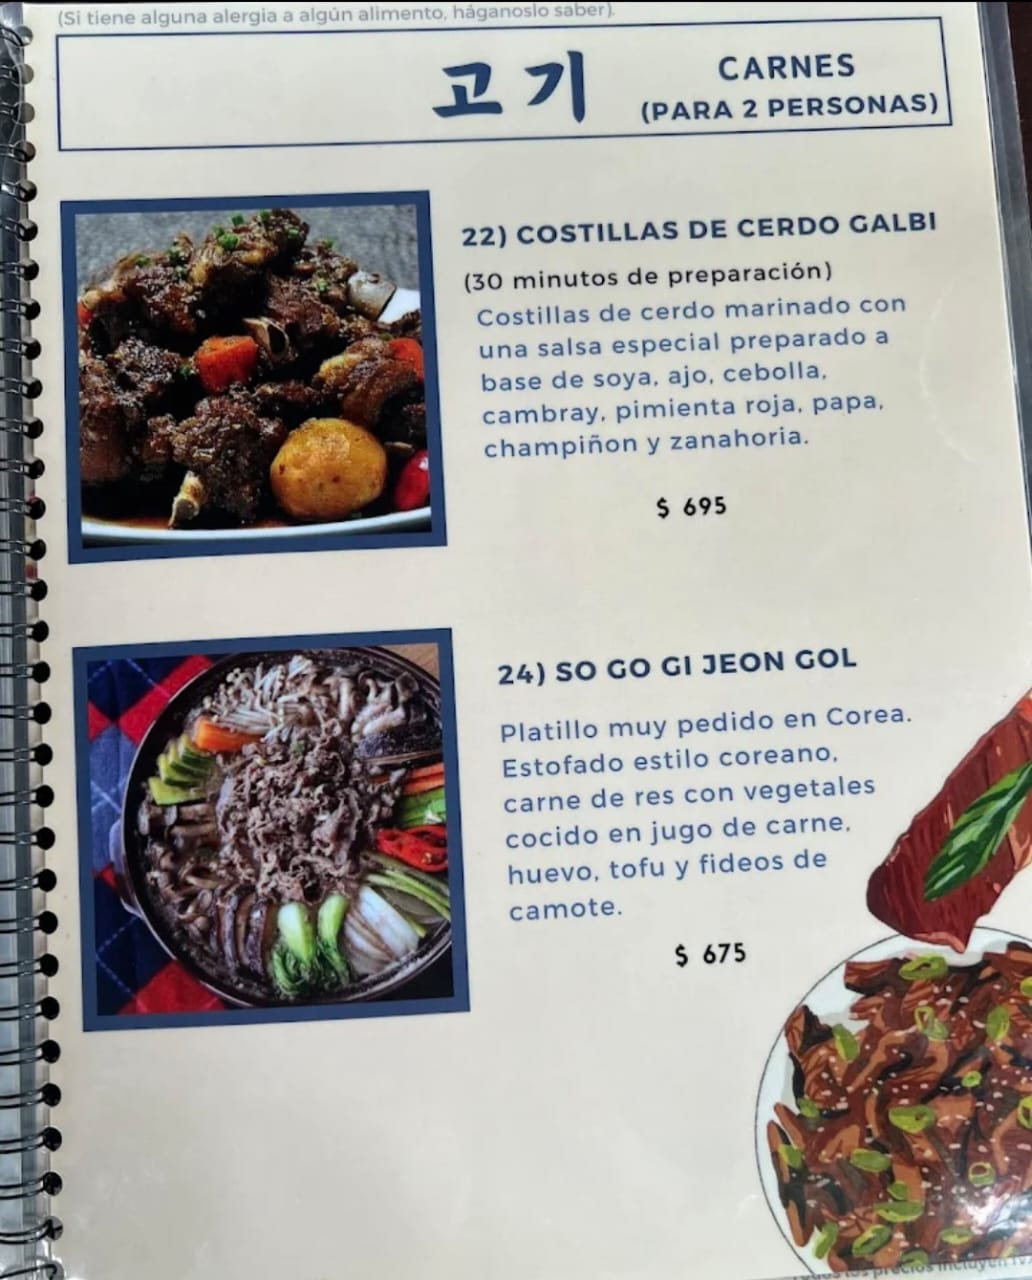 (Si tiene alguna alergia a algún alimento, háganoslo saber).
고기
CARNES
(PARA 2 PERSONAS)
22) COSTILLAS DE CERDO GALBI
(30 minutos de preparación)
Costillas de cerdo marinado con
una salsa especial preparado a
base de soya, ajo, cebolla,
cambray, pimienta roja, papa,
champiñon y zanahoria.
$ 695
24) SO GO GI JEON GOL
Platillo muy pedido en Corea.
Estofado estilo coreano,
carne de res con vegetales
cocido en jugo de carne,
huevo, tofu y fideos de
camote.
$ 675
los precios incluyen